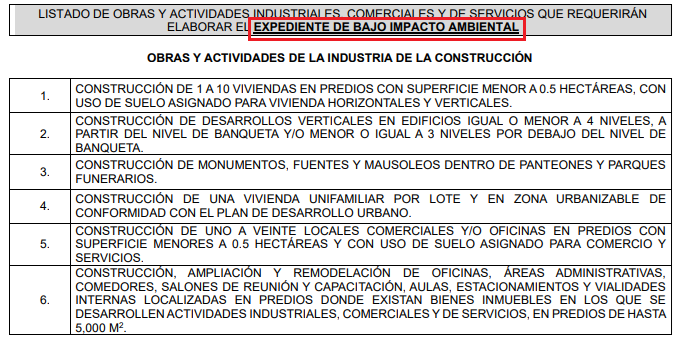 LISTADO DE OBRAS Y ACTIVIDADES INDUSTRIALES, COMERCIALES Y DE SERVICIOS QUE REQUERIRÁN
ELABORAR EL EXPEDIENTE DE BAJO IMPACTO AMBIENTAL
OBRAS Y ACTIVIDADES DE LA INDUSTRIA DE LA CONSTRUCCIÓN
1. CONSTRUCCIÓN DE 1 A 10 VIVIENDAS EN PREDIOS CON SUPERFICIE MENOR A 0.5 HECTÁREAS, CON
USO DE SUELO ASIGNADO PARA VIVIENDA HORIZONTALES Y VERTICALES.
2. CONSTRUCCIÓN DE DESARROLLOS VERTICALES EN EDIFICIOS IGUAL O MENOR A 4 NIVELES, A
PARTIR DEL NIVEL DE BANQUETA Y/O MENOR O IGUAL A 3 NIVELES POR DEBAJO DEL NIVEL DE
BANQUETA.
3. CONSTRUCCIÓN DE MONUMENTOS, FUENTES Y MAUSOLEOS DENTRO DE PANTEONES Y PARQUES
FUNERARIOS.
4. CONSTRUCCIÓN DE UNA VIVIENDA UNIFAMILIAR POR LOTE Y EN ZONA URBANIZABLE DE
CONFORMIDAD CON EL PLAN DE DESARROLLO URBANO.
5. CONSTRUCCIÓN DE UNO A VEINTE LOCALES COMERCIALES Y/O OFICINAS EN PREDIOS CON
SUPERFICIE MENORES A 0.5 HECTÁREAS Y CON USO DE SUELO ASIGNADO PARA COMERCIO Y
SERVICIOS.
6. CONSTRUCCIÓN, AMPLIACIÓN Y REMODELACIÓN DE OFICINAS, ÁREAS ADMINISTRATIVAS,
COMEDORES, SALONES DE REUNIÓN Y CAPACITACIÓN, AULAS, ESTACIONAMIENTOS Y VIALIDADES
INTERNAS LOCALIZADAS EN PREDIOS DONDE EXISTAN BIENES INMUEBLES EN LOS QUE SE
DESARROLLEN ACTIVIDADES INDUSTRIALES, COMERCIALES Y DE SERVICIOS, EN PREDIOS DE HASTA
5,000 M².